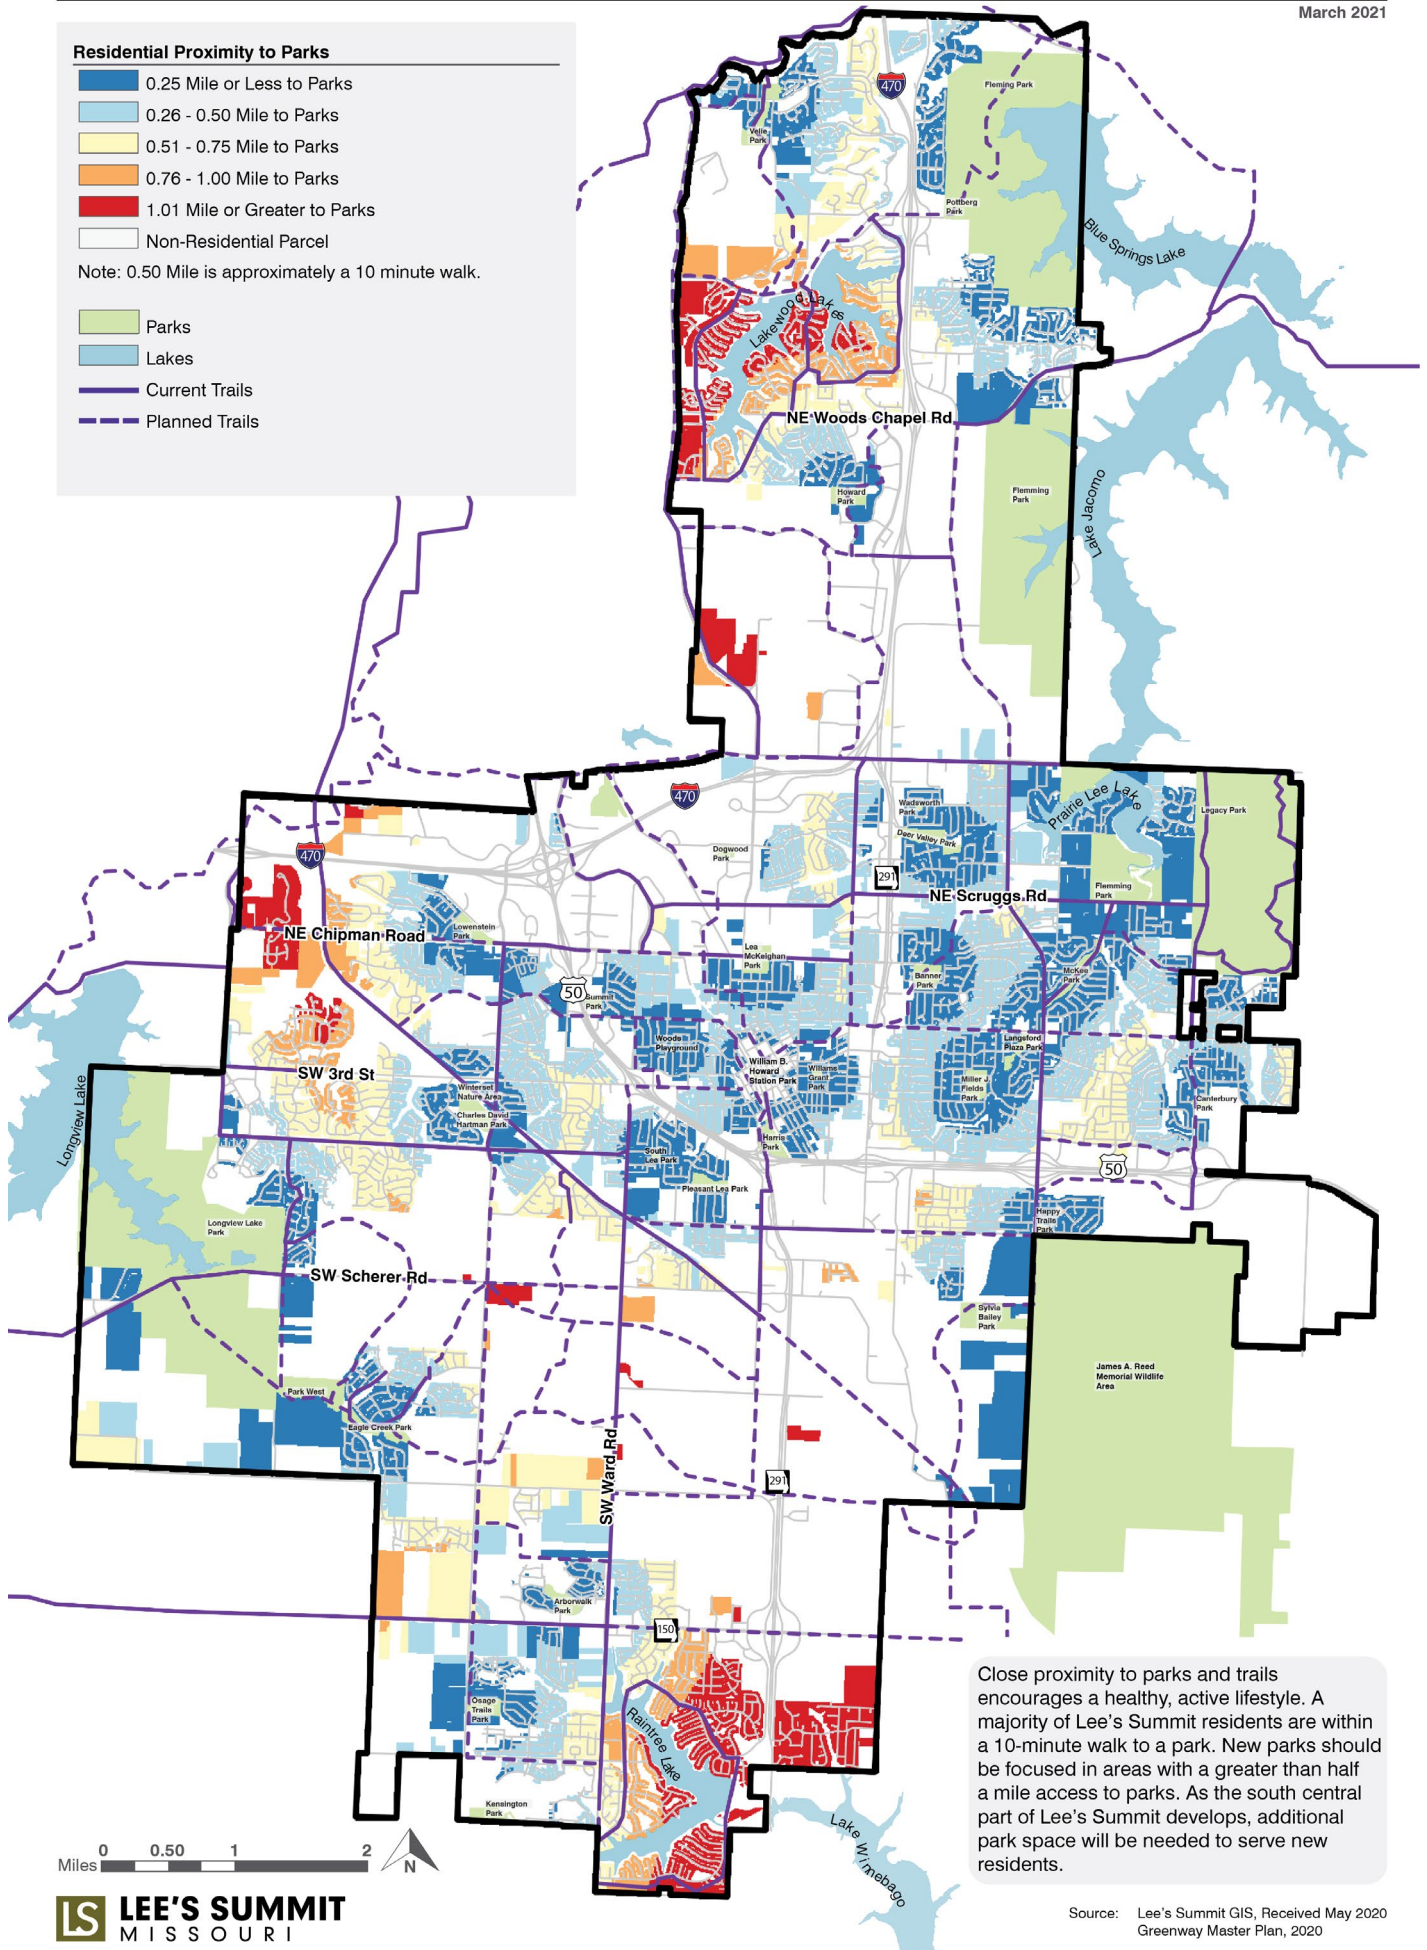 March 2021
Residential Proximity to Parks
0.25 Mile or Less to Parks
0.26 - 0.50 Mile to Parks
0.51 - 0.75 Mile to Parks
0.76 - 1.00 Mile to Parks
1.01 Mile or Greater to Parks
Non-Residential Parcel
Note: 0.50 Mile is approximately a 10 minute walk.
Parks
Lakes
Current Trails
Planned Trails
470
Fleming Park
Velie
Park
Pottberg
Park
Blue Springs Lake
Lakewood Lakes
NE Woods Chapel Rd
Howard
Park
Flemming
Park
Lake Jacomo
470
Wadsworth
Park
Prairie Lee Lake
Legacy Park
Deer Valley Park
Dogwood
Park
470
291
NE Scruggs Rd
Flemming
Park
NE Chipman Road
Lowenstein
Park
Lea
McKeighan
Park
Banner
Park
McKee
Park
50
Summit
Park
Woods
Playground
Langsford
Plaza Park
William B.
Howard
Station Park
Williams
Grant
Park
SW 3rd St
Winterset
Nature Area
Miller J.
Fields
Park
Canterbury
Park
Charles David
Hartman Park
Longview Lake
Harris
Park
South
Lea Park
50
Pleasant Lea Park
Longview Lake
Park
Happy
Trails
Park
SW Scherer Rd
Sylvia
Bailey
Park
James A. Reed
Memorial Wildlife
Area
Park West
Eagle Creek Park
SW Ward Rd
291
Arborwalk
Park
150
Osage
Trails
Park
Raintree Lake
Kensington
Park
Lake Winnebago
Close proximity to parks and trails
encourages a healthy, active lifestyle. A
majority of Lee's Summit residents are within
a 10-minute walk to a park. New parks should
be focused in areas with a greater than half
a mile access to parks. As the south central
part of Lee's Summit develops, additional
park space will be needed to serve new
residents.
0 0.50 1 2
Miles
N
LS
LEE'S SUMMIT
MISSOURI
Source: Lee's Summit GIS, Received May 2020
Greenway Master Plan, 2020